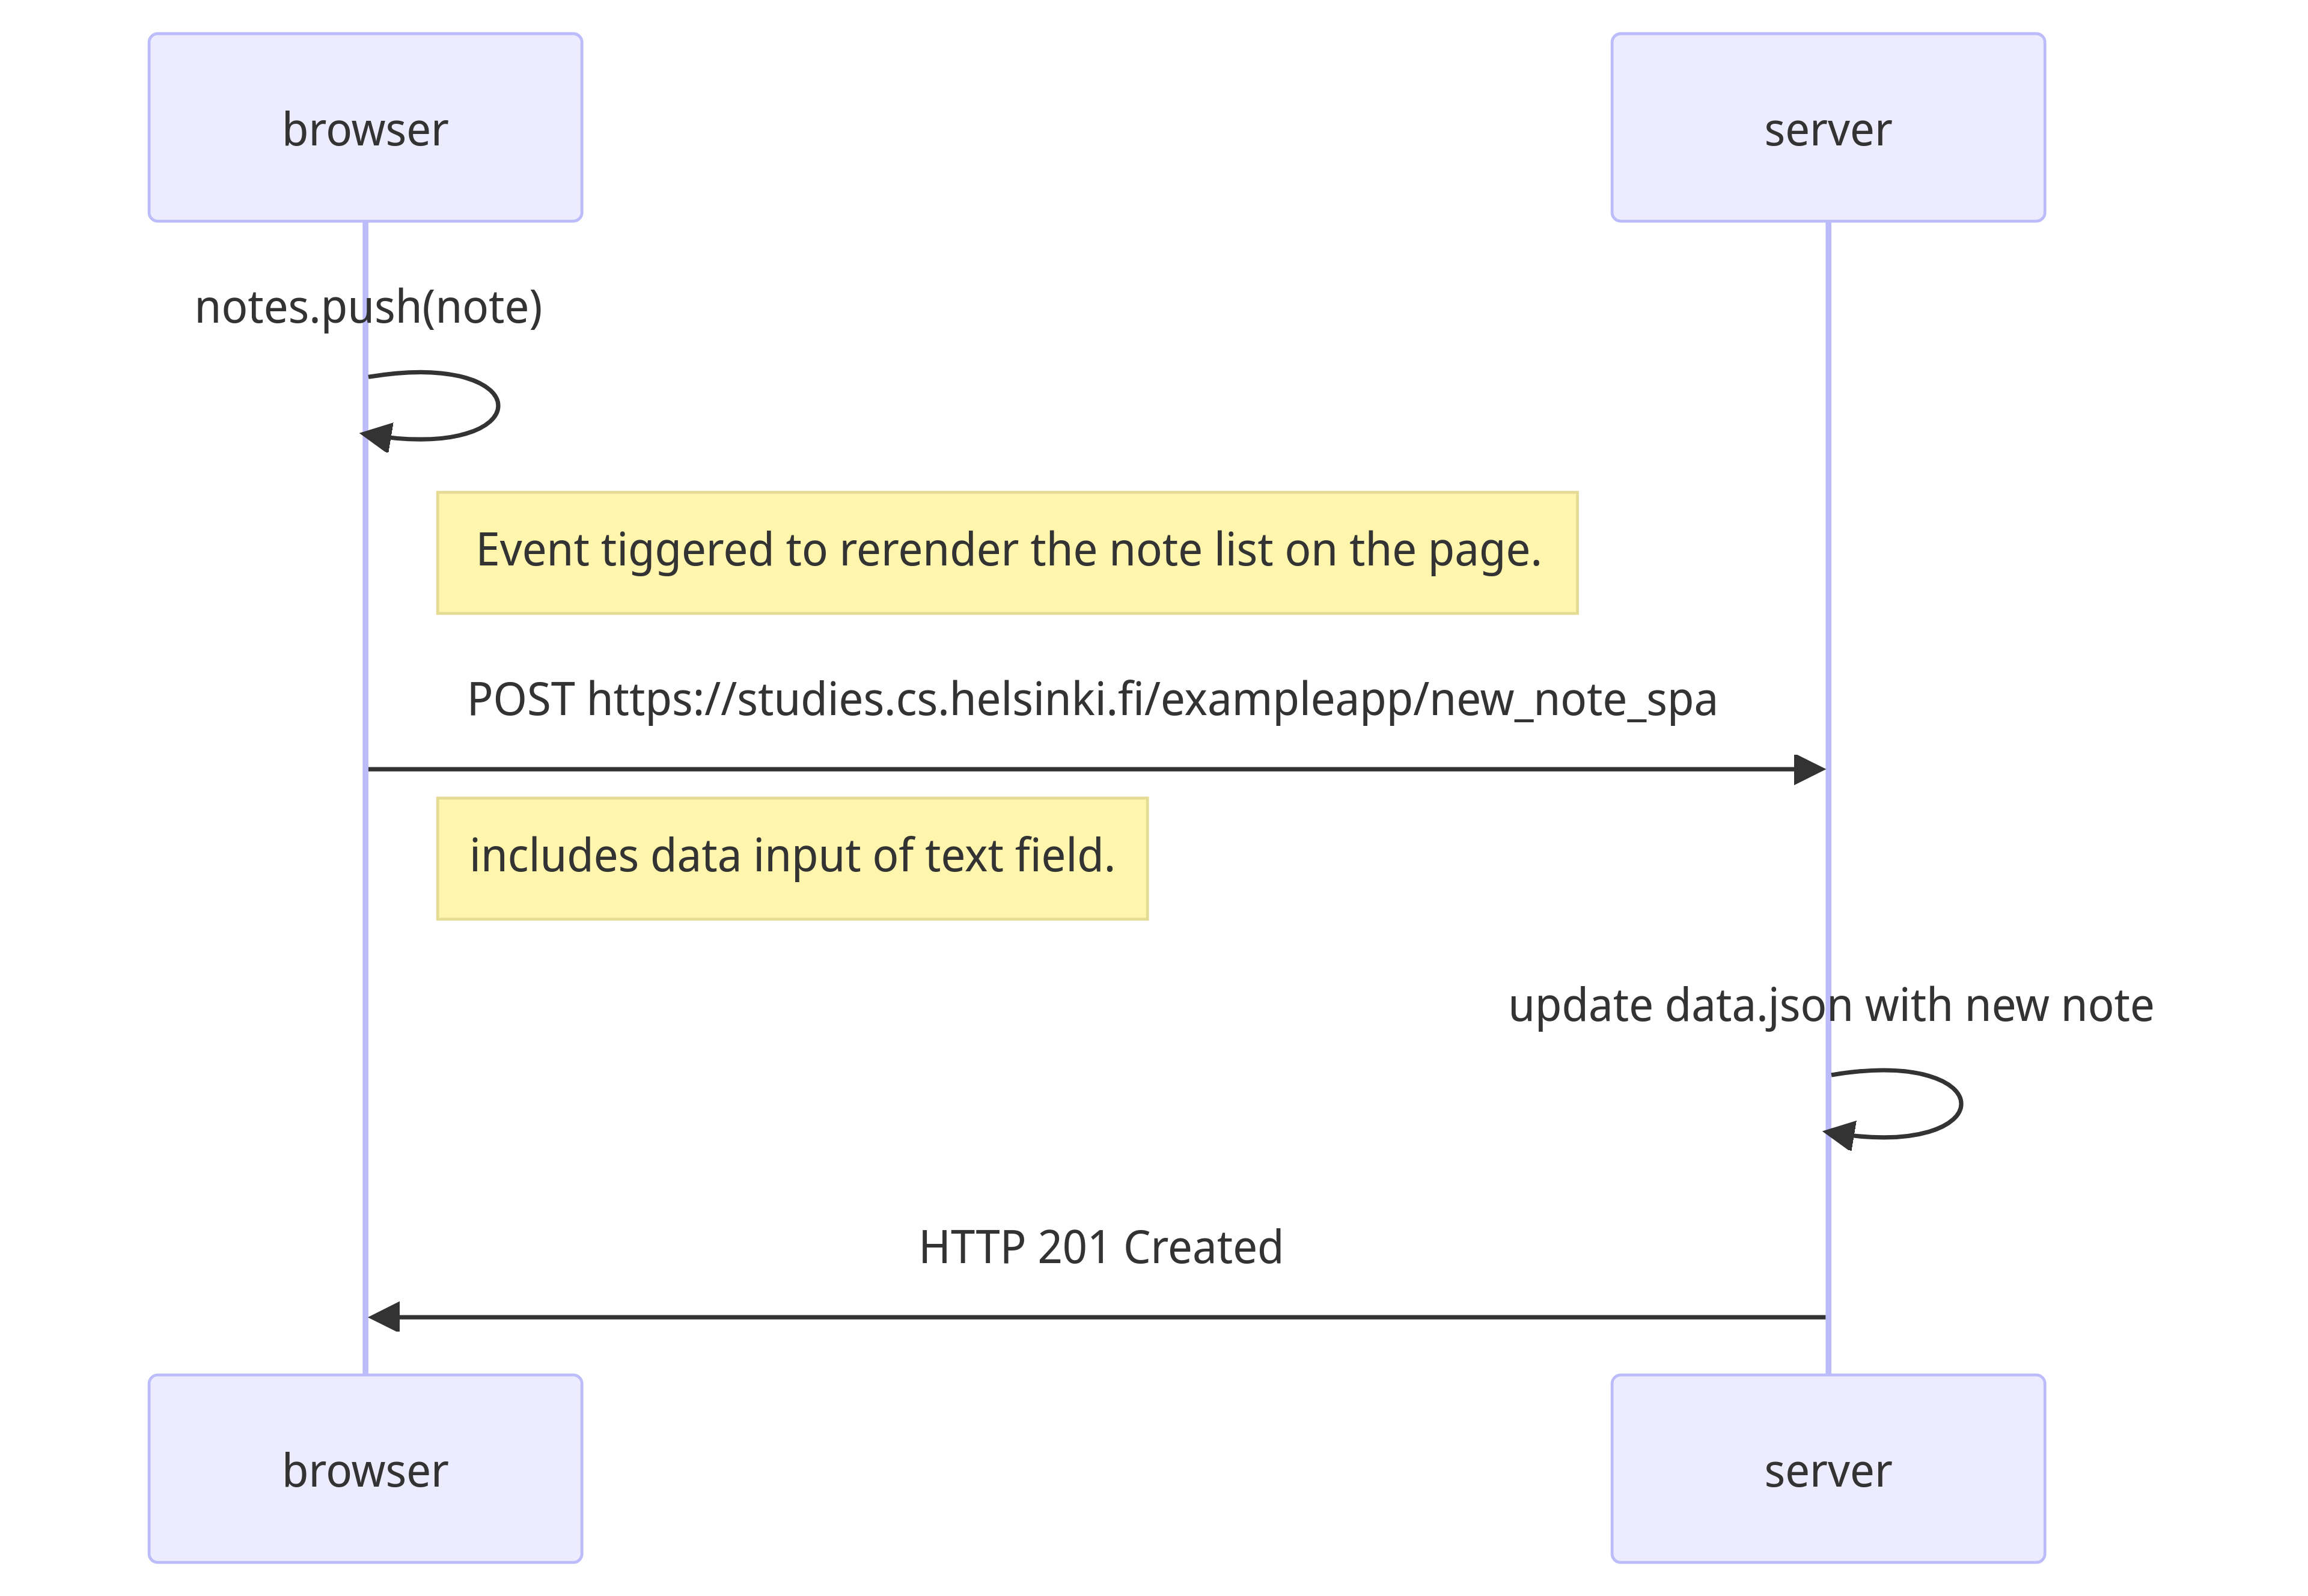 browser
server
notes.push(note)
Event tiggered to rerender the note list on the page.
POST https://studies.cs.helsinki.fi/exampleapp/new_note_spa
includes data input of text field.
update data.json with new note
HTTP 201 Created
browser
server